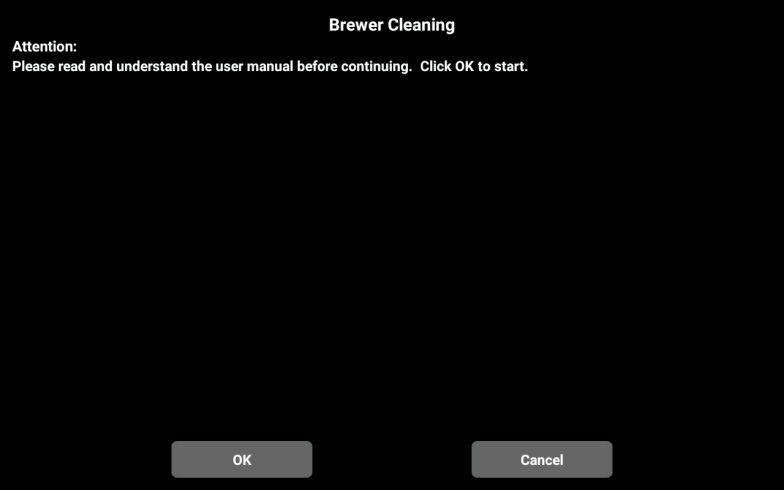 Brewer Cleaning
Attention:
Please read and understand the user manual before continuing.  Click OK to start.
OK
Cancel